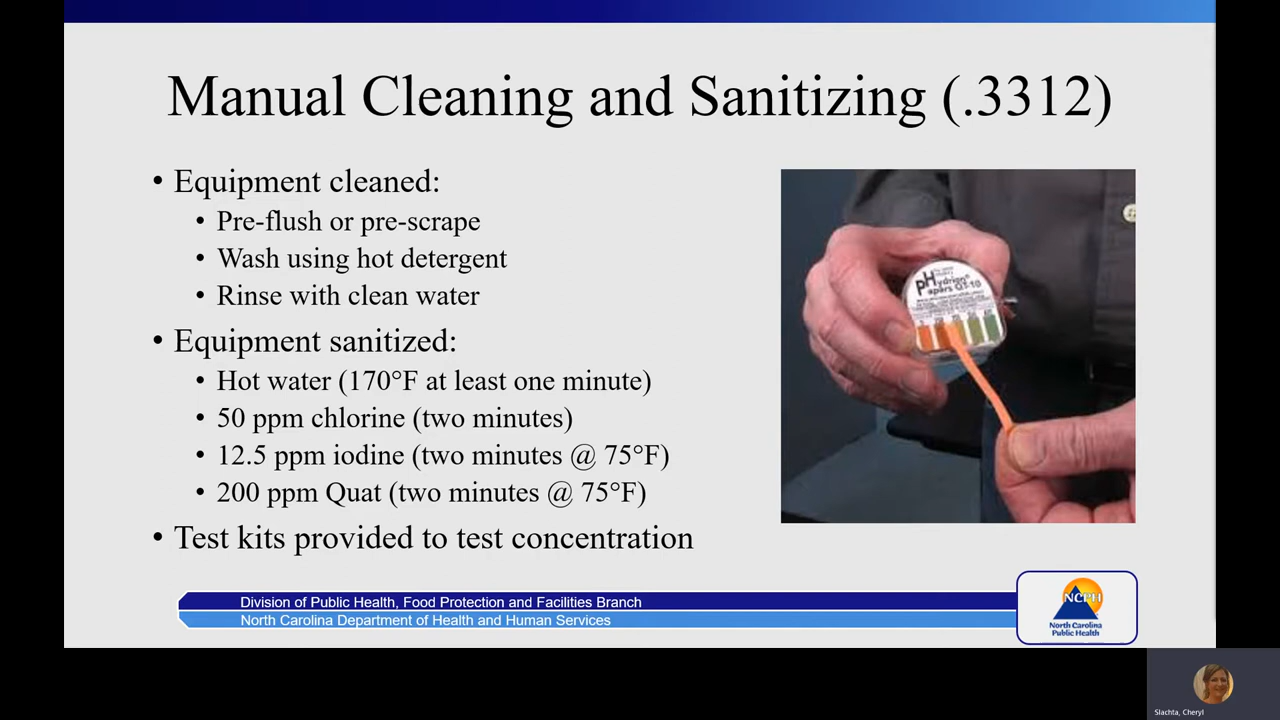 Manual Cleaning and Sanitizing (.3312)
• Equipment cleaned:
• Pre-flush or pre-scrape
• Wash using hot detergent
• Rinse with clean water
• Equipment sanitized:
• Hot water (170°F at least one minute)
• 50 ppm chlorine (two minutes)
• 12.5 ppm iodine (two minutes @ 75°F)
• 200 ppm Quat (two minutes @ 75°F)
• Test kits provided to test concentration
pHydrion
papers QT-10
Division of Public Health, Food Protection and Facilities Branch
North Carolina Department of Health and Human Services
NCPH
North Carolina
Public Health
Slachta, Cheryl